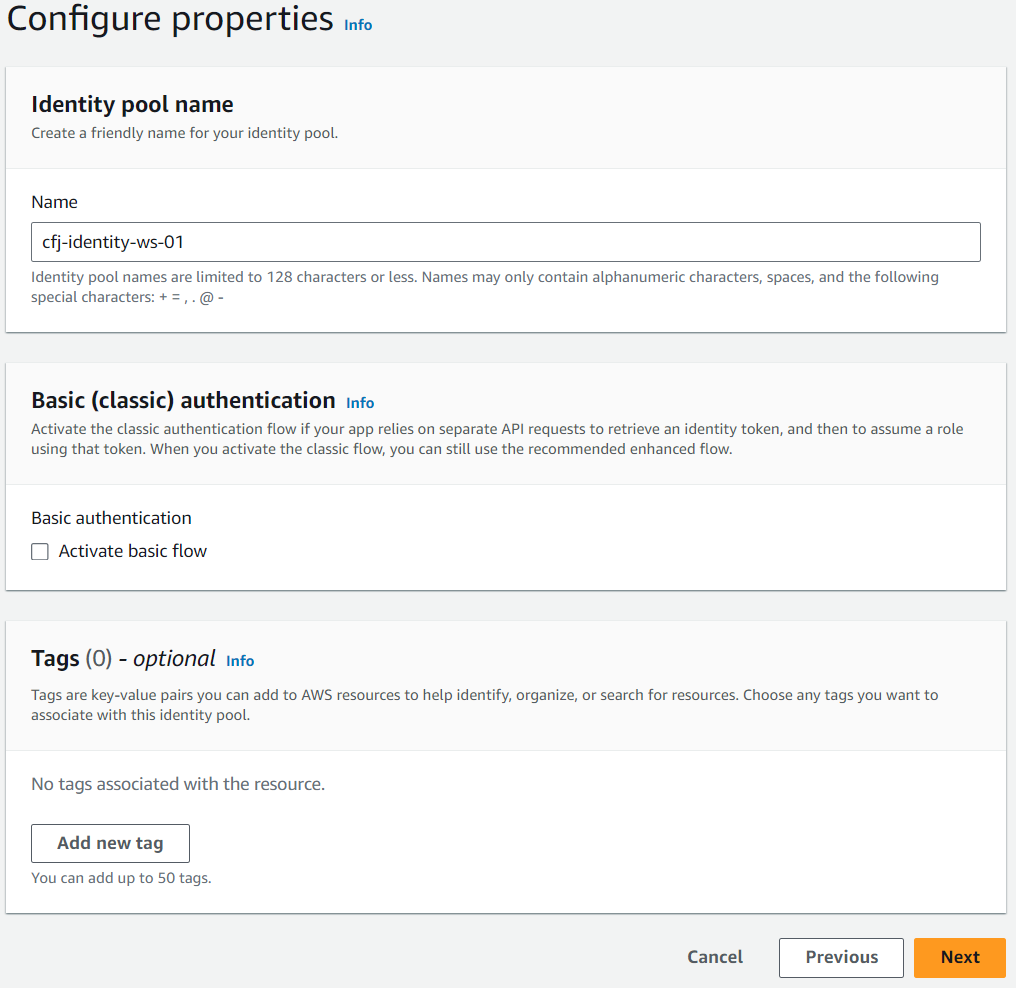 Configure properties Info
Identity pool name
Create a friendly name for your identity pool.
Name
cfj-identity-ws-01
Identity pool names are limited to 128 characters or less. Names may only contain alphanumeric characters, spaces, and the following
special characters: + = , . @ -
Basic (classic) authentication Info
Activate the classic authentication flow if your app relies on separate API requests to retrieve an identity token, and then to assume a role
using that token. When you activate the classic flow, you can still use the recommended enhanced flow.
Basic authentication
Activate basic flow
Tags (0) - optional Info
Tags are key-value pairs you can add to AWS resources to help identify, organize, or search for resources. Choose any tags you want to
associate with this identity pool.
No tags associated with the resource.
Add new tag
You can add up to 50 tags.
Cancel Previous Next